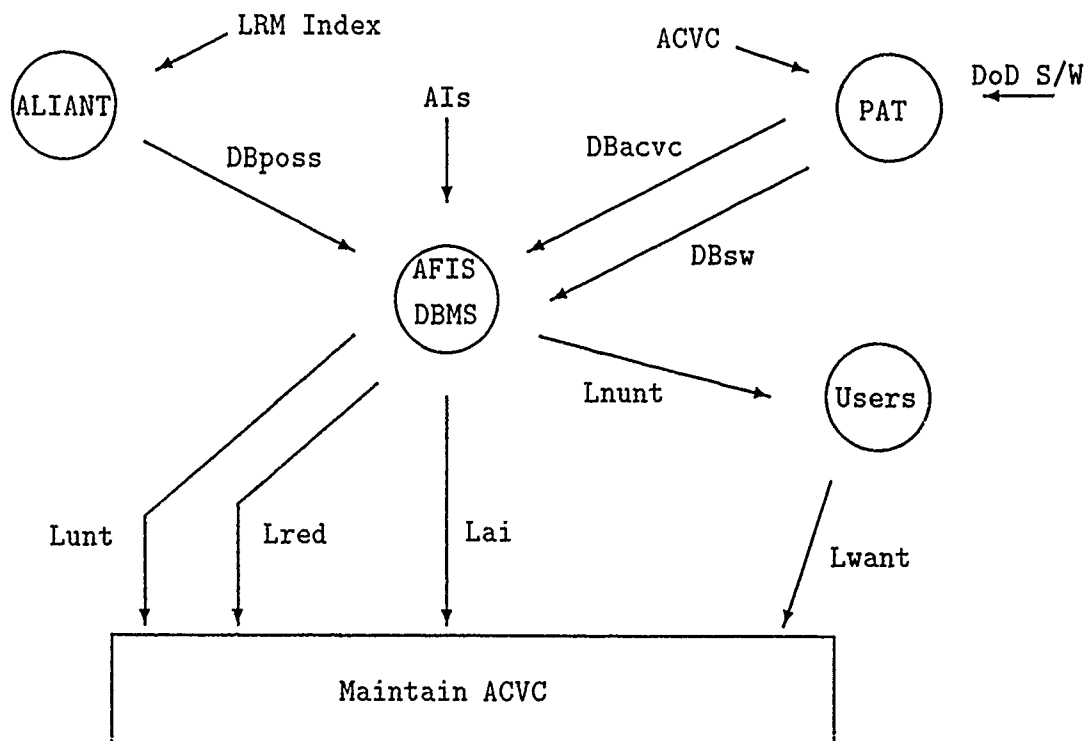 LRM Index
ACVC
DoD S/W
ALIANT
AIs
PAT
DBposs
DBacvc
DBsw
AFIS
DBMS
Lnunt
Users
Lunt
Lred
Lai
Lwant
Maintain ACVC